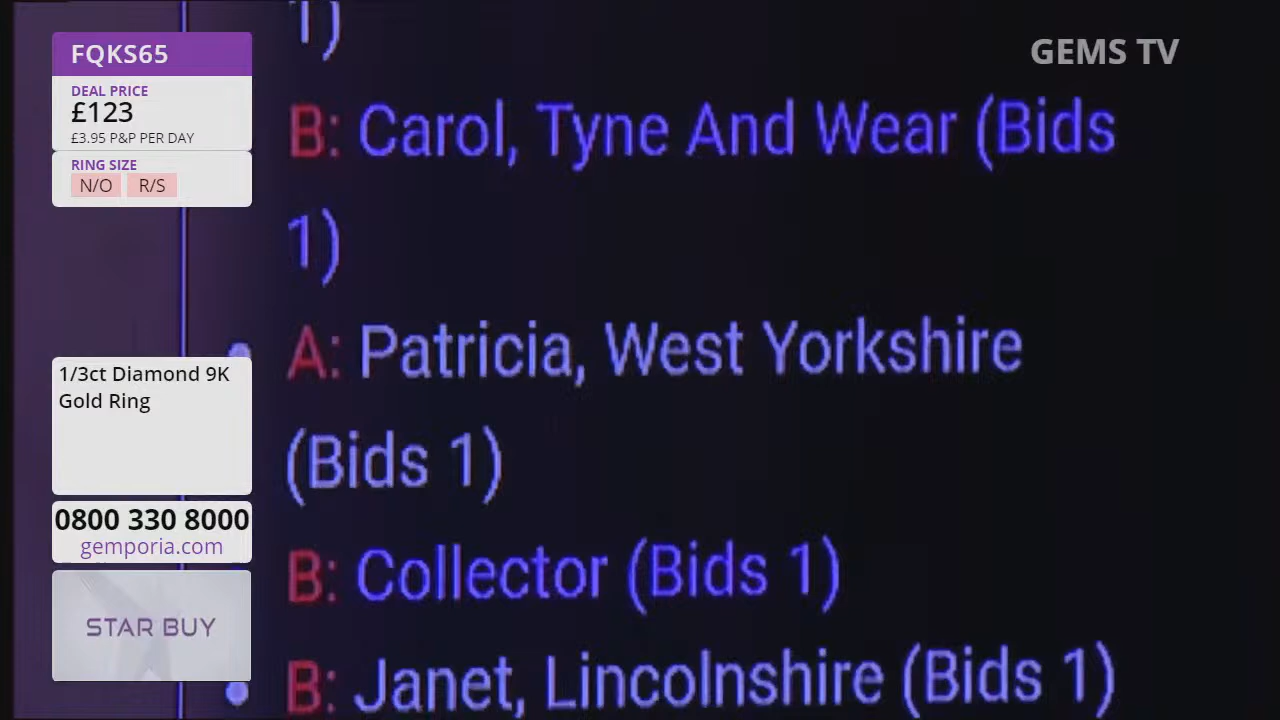 FQKS65
DEAL PRICE
£123
£3.95 P&P PER DAY
RING SIZE
N/O R/S
1/3ct Diamond 9K
Gold Ring
0800 330 8000
gemporia.com
STAR BUY
GEMS TV
1)
B: Carol, Tyne And Wear (Bids
1)
A: Patricia, West Yorkshire
(Bids 1)
B: Collector (Bids 1)
B: Janet, Lincolnshire (Bids 1)